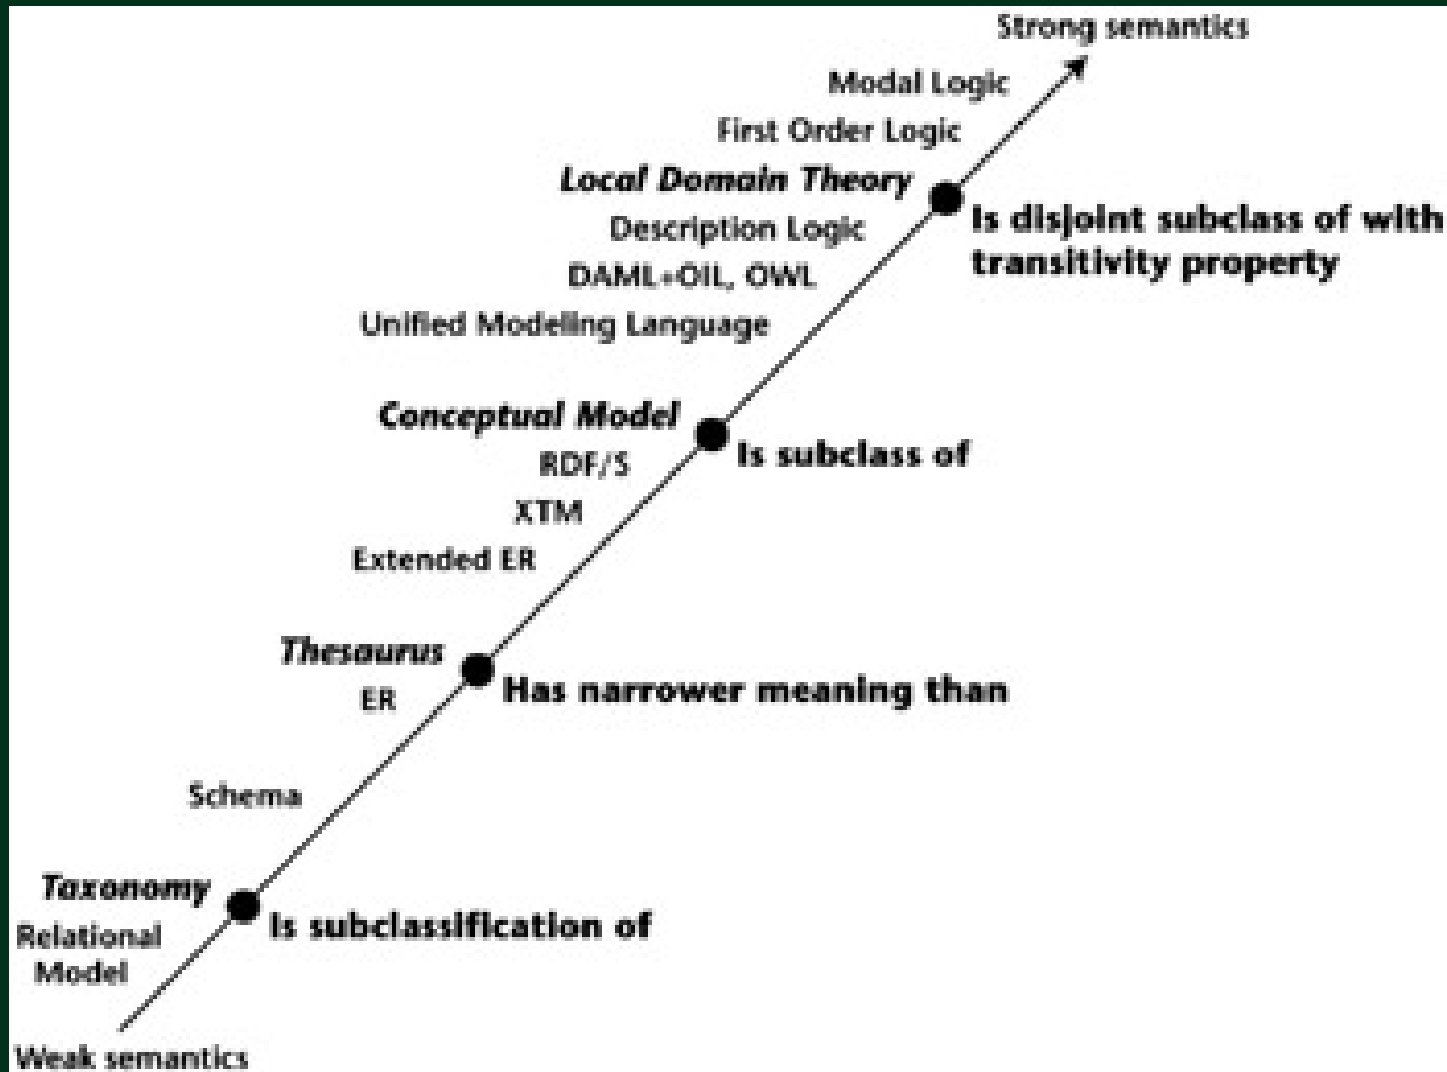 Strong semantics
Modal Logic
First Order Logic
Local Domain Theory
Is disjoint subclass of with
transitivity property
Description Logic
DAML+OIL, OWL
Unified Modeling Language
Conceptual Model
Is subclass of
RDF/S
XTM
Extended ER
Thesaurus
Has narrower meaning than
ER
Schema
Taxonomy
Is subclassification of
Relational
Model
Weak semantics